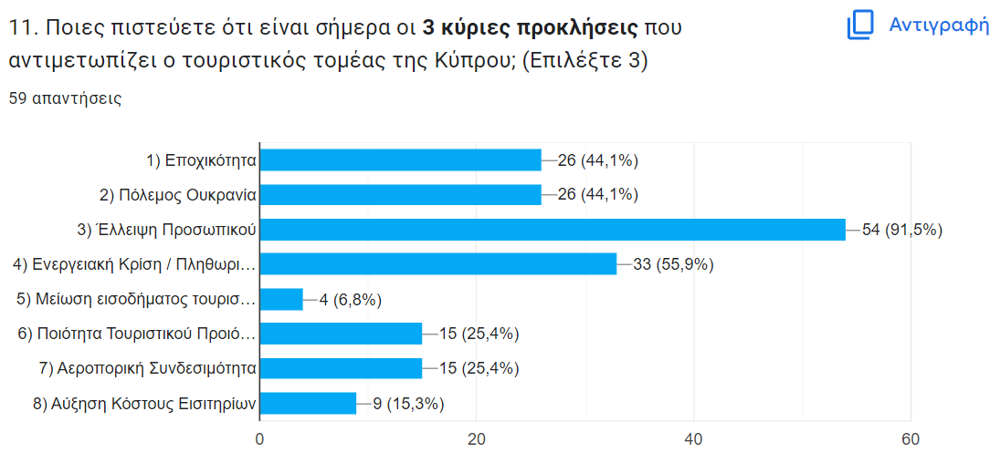 11. Ποιες πιστεύετε ότι είναι σήμερα οι 3 κύριες προκλήσεις που
αντιμετωπίζει ο τουριστικός τομέας της Κύπρου; (Επιλέξτε 3)
Αντιγραφή
59 απαντήσεις
1) Εποχικότητα 26 (44,1%)
2) Πόλεμος Ουκρανία 26 (44,1%)
3) Έλλειψη Προσωπικού 54 (91,5%)
4) Ενεργειακή Κρίση / Πληθωρι… 33 (55,9%)
5) Μείωση εισοδήματος τουρισ… 4 (6,8%)
6) Ποιότητα Τουριστικού Προιό… 15 (25,4%)
7) Αεροπορική Συνδεσιμότητα 15 (25,4%)
8) Αύξηση Κόστους Εισιτηρίων 9 (15,3%)
0 20 40 60